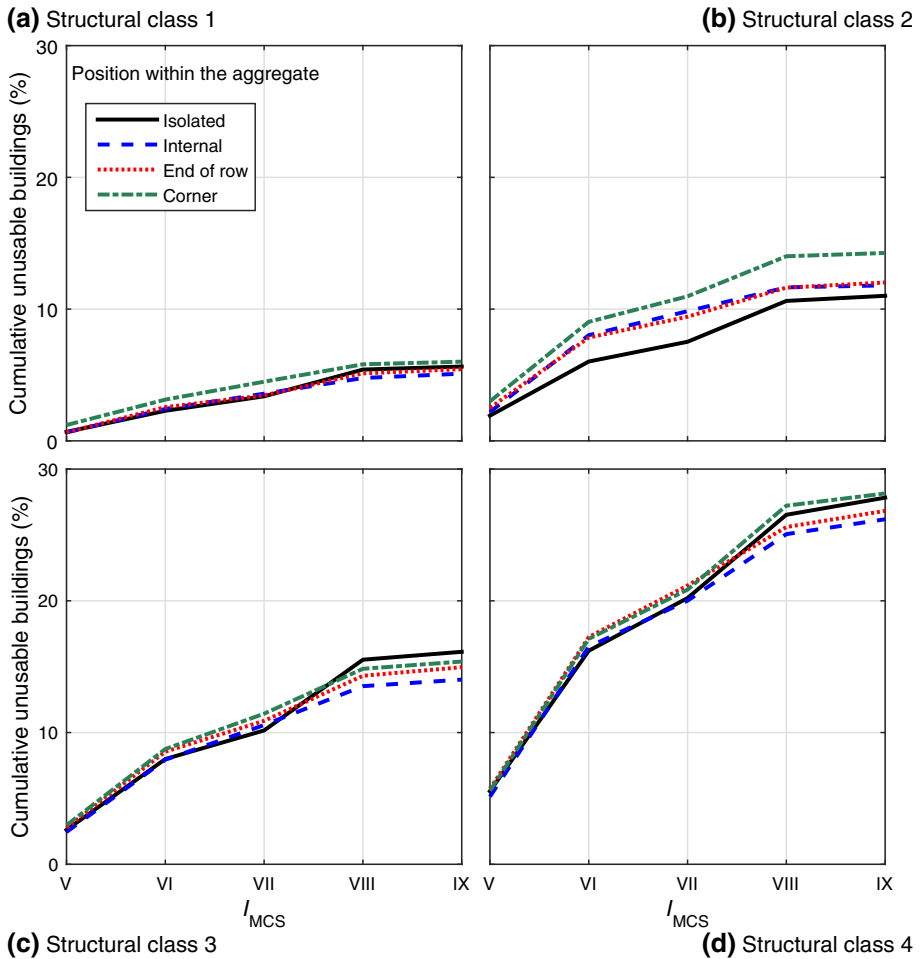 (a) Structural class 1
(b) Structural class 2
Cumulative unusable buildings (%)
30
20
10
0
Position within the aggregate
Isolated
Internal
End of row
Corner
Cumulative unusable buildings (%)
30
20
10
0
V VI VII VIII IX
I_MCS
V VI VII VIII IX
I_MCS
(c) Structural class 3
(d) Structural class 4